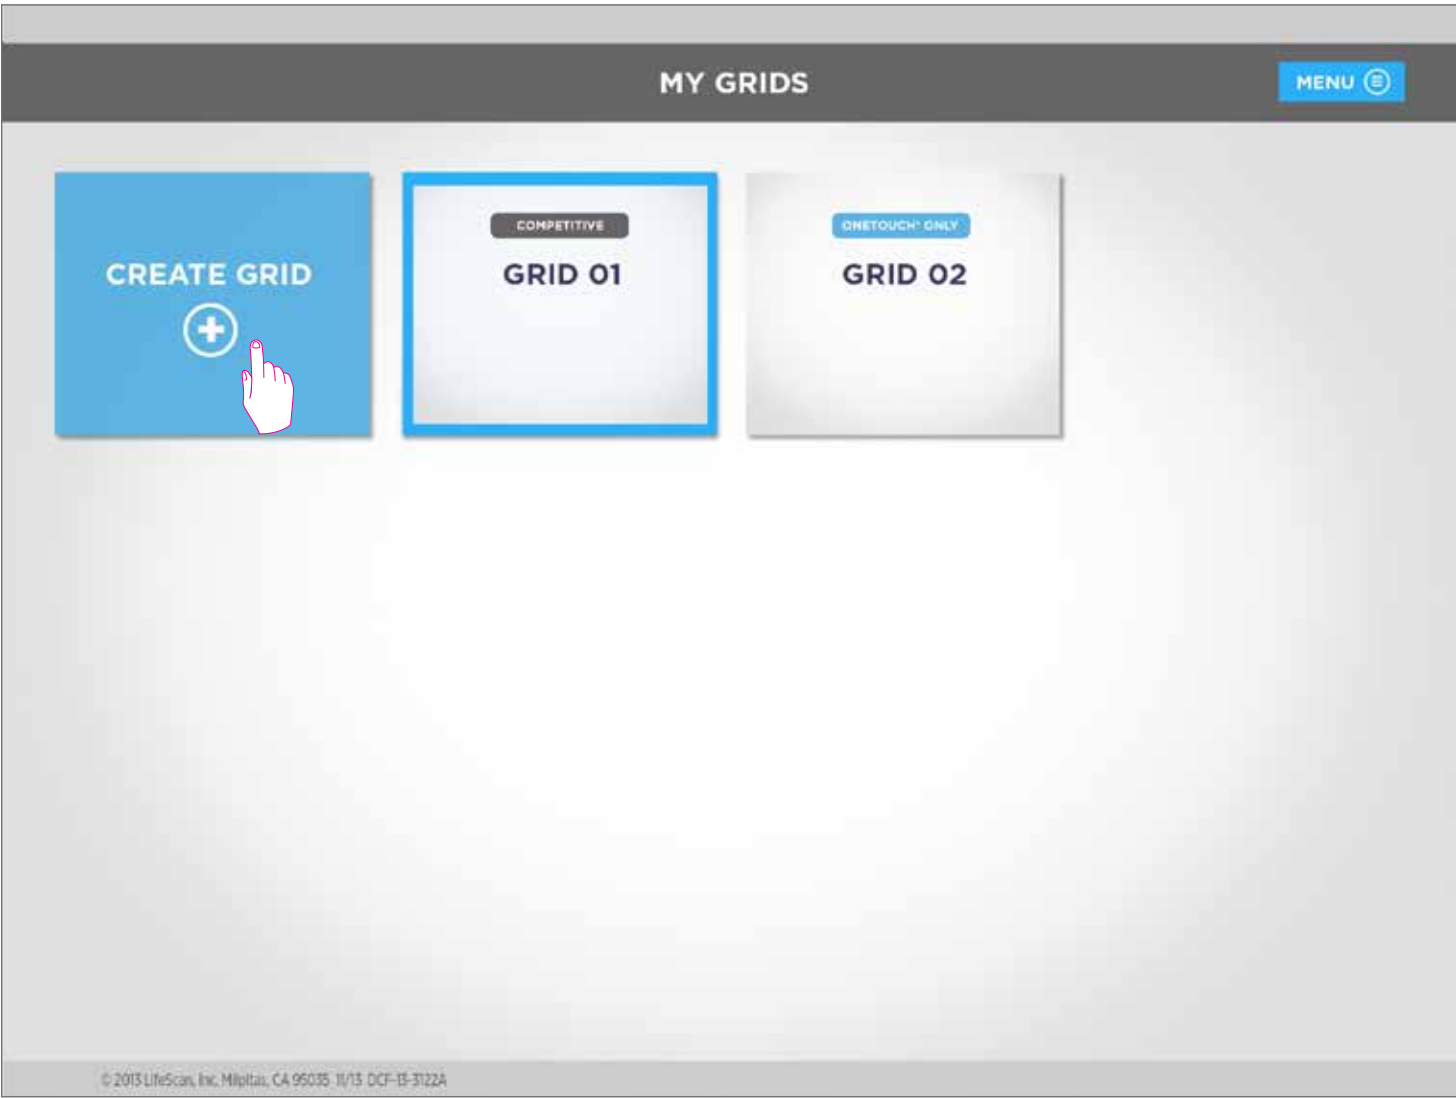 MY GRIDS
MENU
CREATE GRID
COMPETITIVE
GRID 01
ONETOUCH® ONLY
GRID 02
© 2013 LifeScan, Inc. Milpitas, CA 95035 11/13 DCF-13-3122A